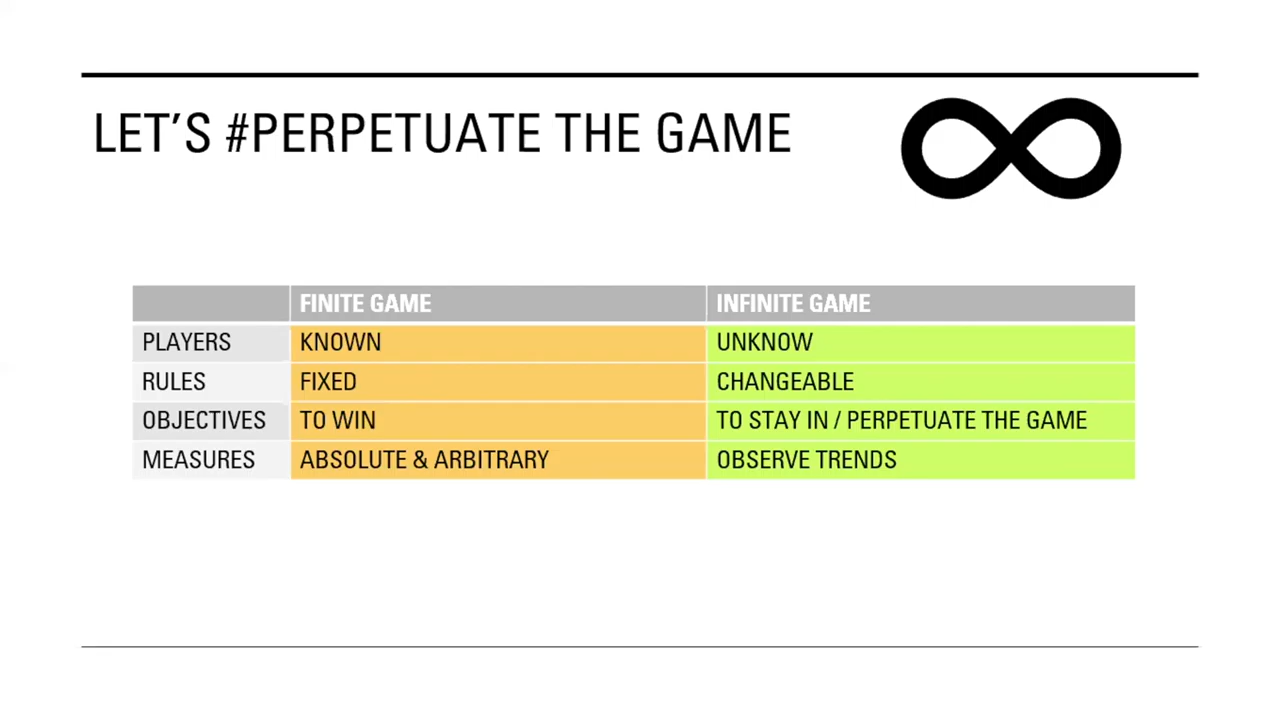 LET'S #PERPETUATE THE GAME
FINITE GAME INFINITE GAME
PLAYERS KNOWN UNKNOW
RULES FIXED CHANGEABLE
OBJECTIVES TO WIN TO STAY IN / PERPETUATE THE GAME
MEASURES ABSOLUTE & ARBITRARY OBSERVE TRENDS